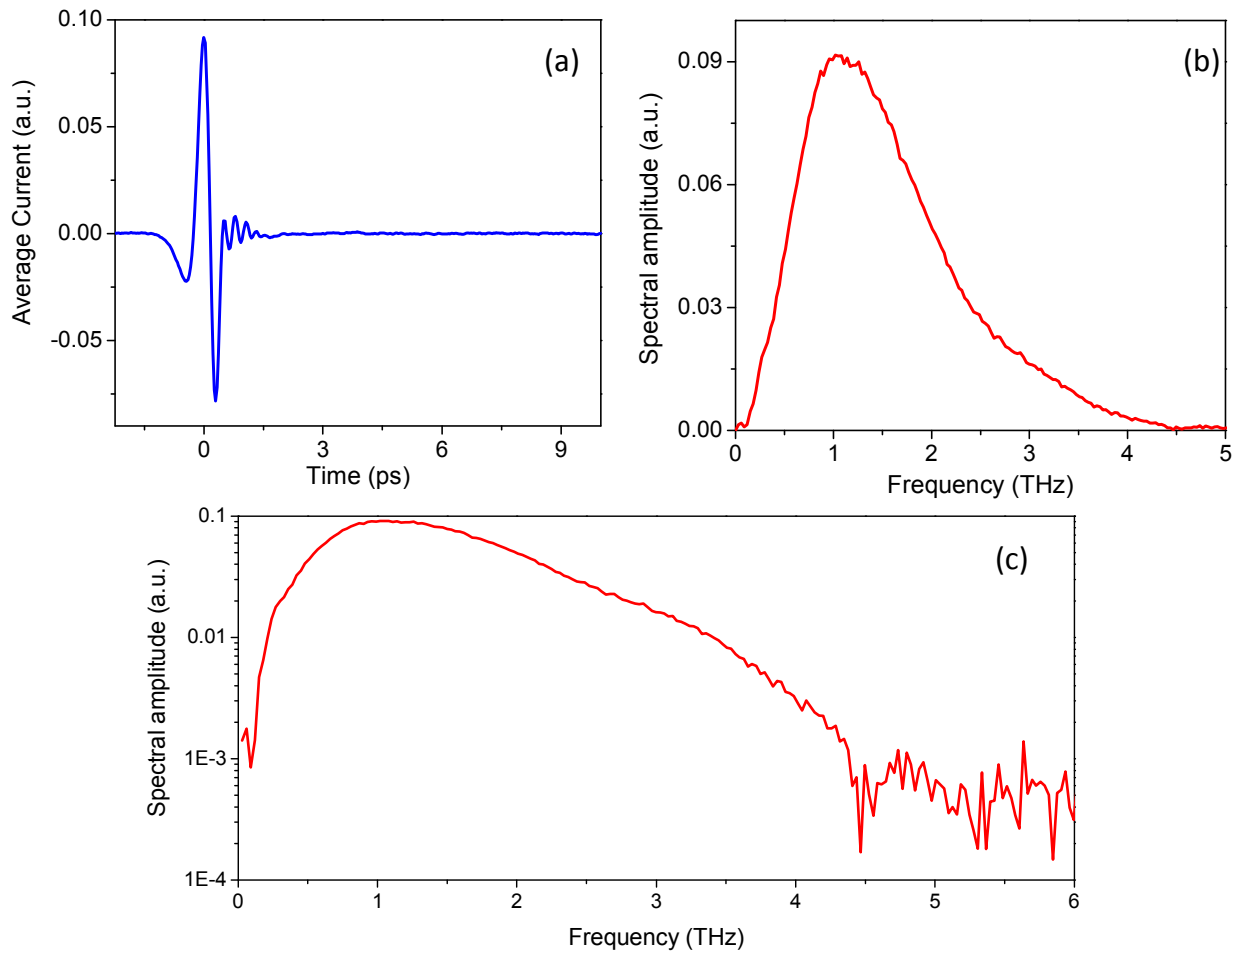 (a)
Average Current (a.u.)
0.10
0.05
0.00
-0.05
0 3 6 9
Time (ps)
(b)
Spectral amplitude (a.u.)
0.09
0.06
0.03
0.00
0 1 2 3 4 5
Frequency (THz)
(c)
Spectral amplitude (a.u.)
0.1
0.01
1E-3
1E-4
0 1 2 3 4 5 6
Frequency (THz)